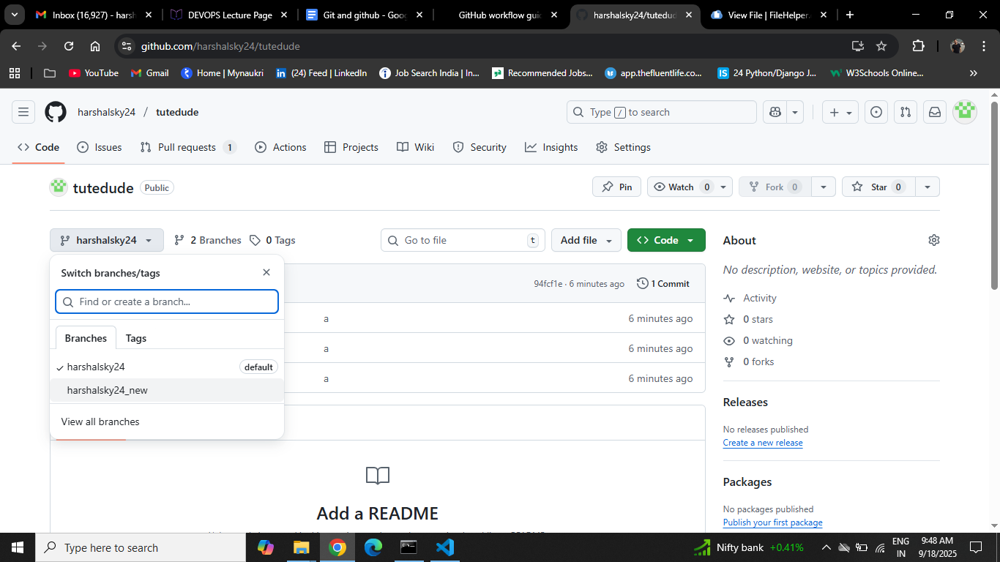 Inbox (16,927) - harsh
DEVOPS Lecture Page
Git and github - Goo
GitHub workflow gui
harshalsky24/tutedud
View File | FileHelper.
github.com/harshalsky24/tutedude
YouTube
Gmail
Home | Mynaukri
(24) Feed | LinkedIn
Job Search India | In...
Recommended Jobs...
app.thefluentlife.co...
24 Python/Django J...
W3Schools Online...
harshalsky24 / tutedude
Type / to search
Code
Issues
Pull requests 1
Actions
Projects
Wiki
Security
Insights
Settings
tutedude Public
Pin
Watch 0
Fork 0
Star 0
harshalsky24
2 Branches
0 Tags
Go to file t
Add file
Code
Switch branches/tags
Find or create a branch...
Branches Tags
harshalsky24 default
harshalsky24_new
View all branches
94fcf1e · 6 minutes ago
1 Commit
a 6 minutes ago
a 6 minutes ago
a 6 minutes ago
Add a README
About
No description, website, or topics provided.
Activity
0 stars
0 watching
0 forks
Releases
No releases published
Create a new release
Packages
No packages published
Publish your first package
Type here to search
Nifty bank +0.41%
ENG
IN
9:48 AM
9/18/2025